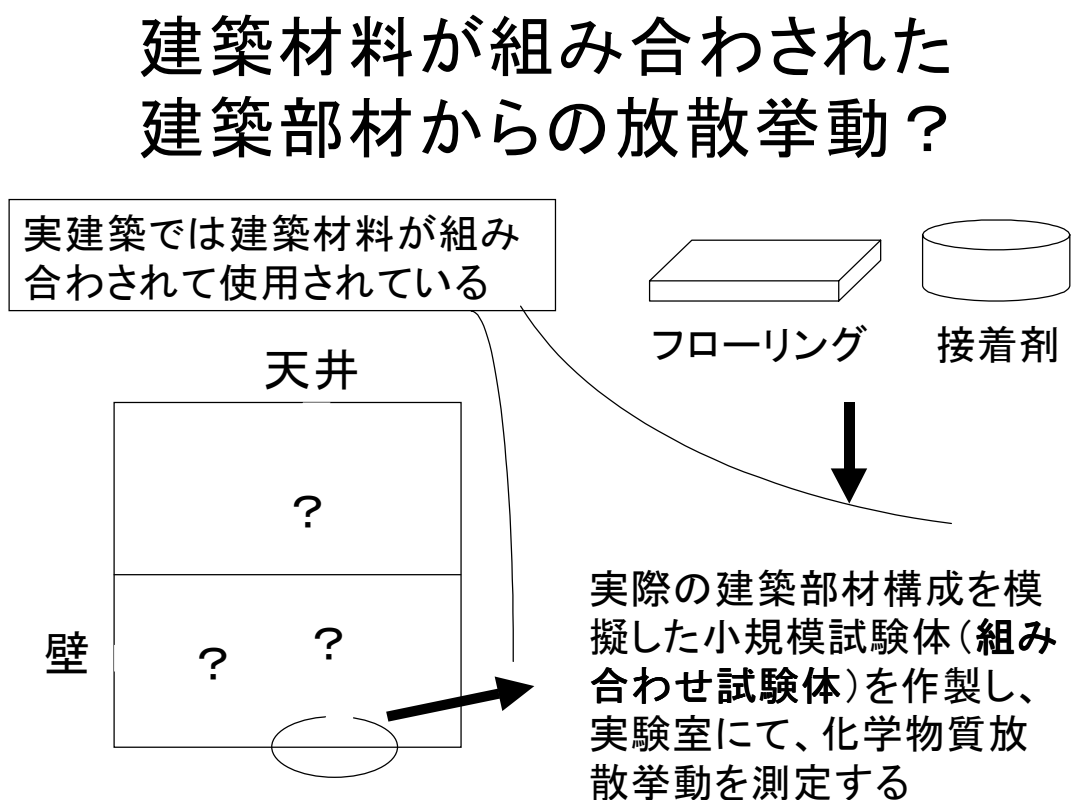 建築材料が組み合わされた
建築部材からの放散挙動？
実建築では建築材料が組み
合わされて使用されている
フローリング
接着剤
天井
？
壁
？
？
実際の建築部材構成を模
擬した小規模試験体（組み
合わせ試験体）を作製し、
実験室にて、化学物質放
散挙動を測定する